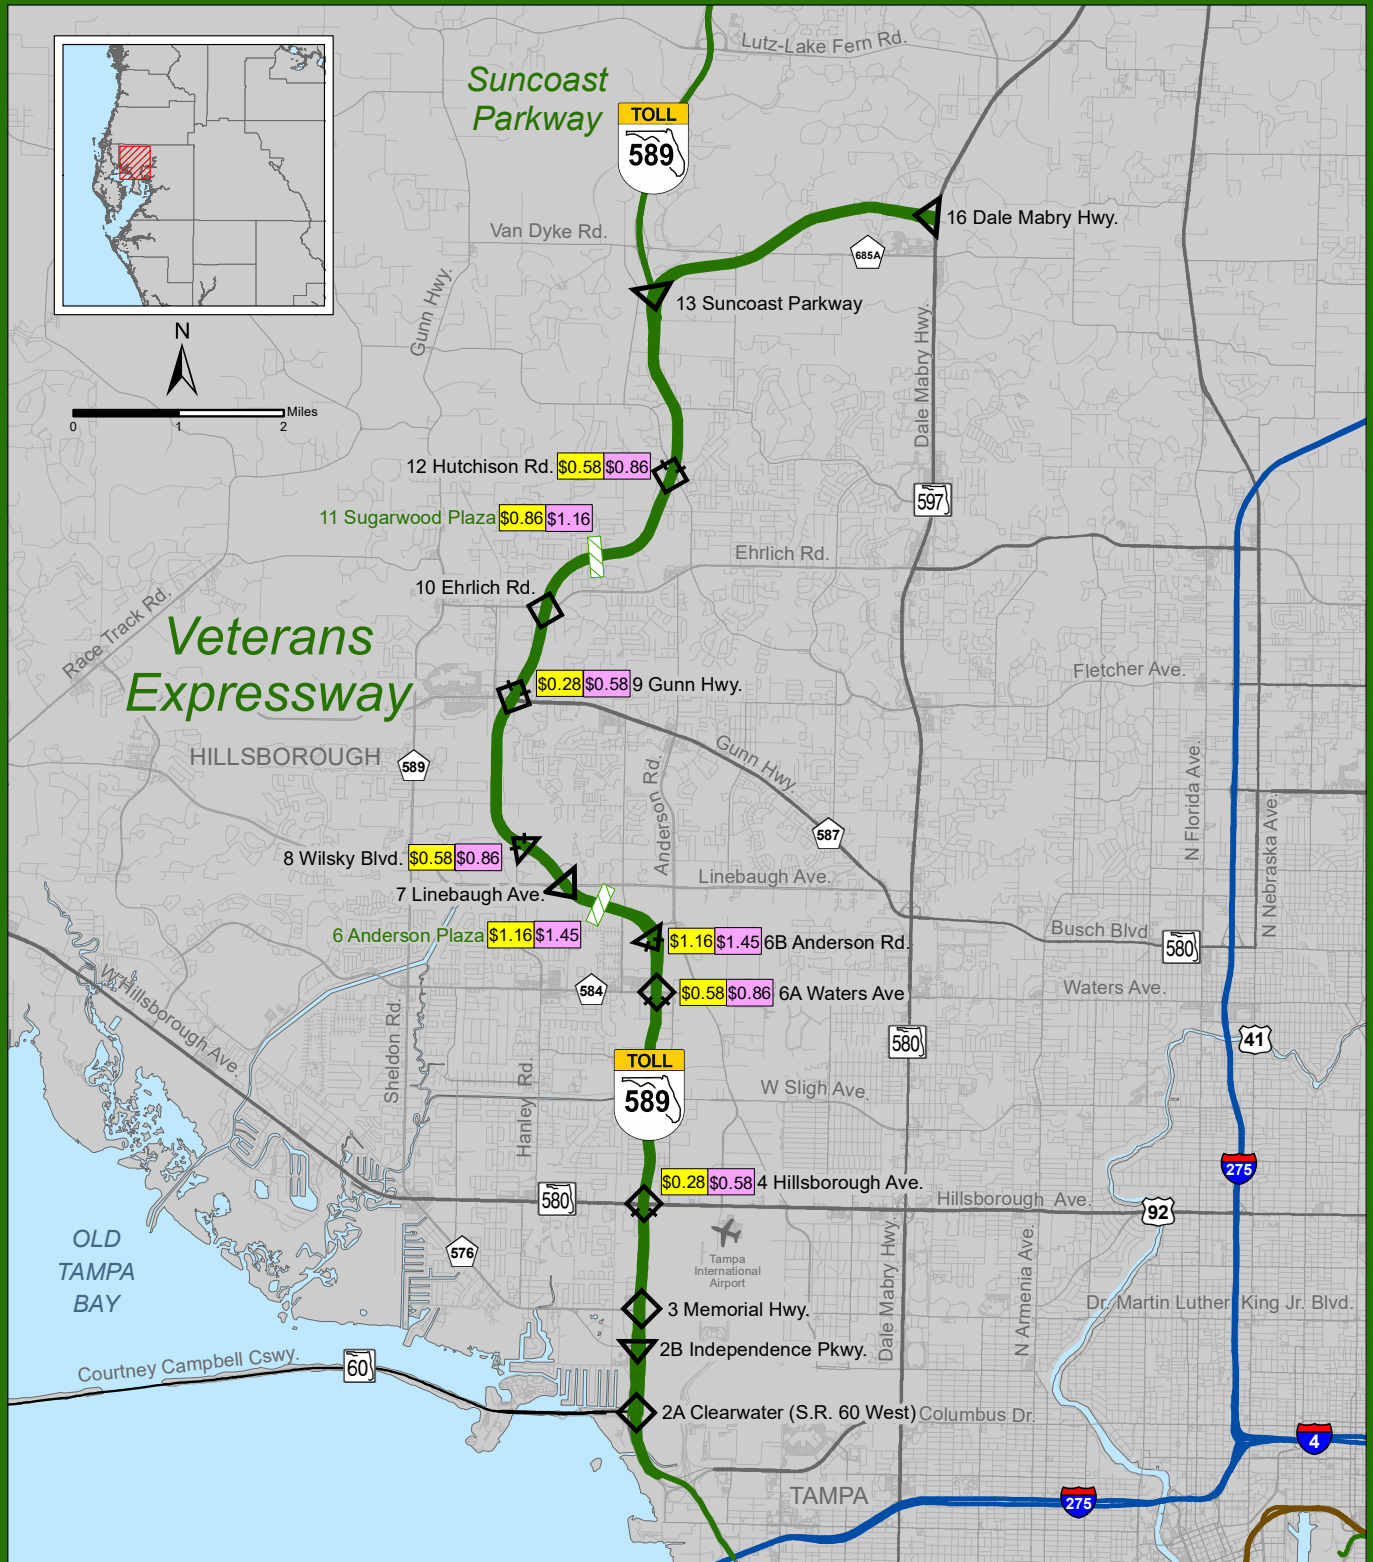 Lutz-Lake Fern Rd.
Suncoast
Parkway
TOLL
589
16 Dale Mabry Hwy.
Van Dyke Rd.
685A
Gunn Hwy.
13 Suncoast Parkway
N
Miles
0 1 2
Dale Mabry Hwy.
12 Hutchison Rd. $0.58 $0.86
597
11 Sugarwood Plaza $0.86 $1.16
Ehrlich Rd.
10 Ehrlich Rd.
Race Track Rd.
Veterans
Expressway
Fletcher Ave.
$0.28 $0.58 9 Gunn Hwy.
HILLSBOROUGH
589
Gunn Hwy.
Anderson Rd.
N Florida Ave.
N Nebraska Ave.
587
8 Wilsky Blvd. $0.58 $0.86
Linebaugh Ave.
7 Linebaugh Ave.
6 Anderson Plaza $1.16 $1.45
$1.16 $1.45 6B Anderson Rd.
Busch Blvd
580
W Hillsborough Ave.
584
$0.58 $0.86 6A Waters Ave
Waters Ave.
Sheldon Rd.
580
41
Hanley Rd.
TOLL
589
W Sligh Ave.
275
$0.28 $0.58 4 Hillsborough Ave.
580
Hillsborough Ave.
92
OLD
TAMPA
BAY
576
Tampa
International
Airport
Dale Mabry Hwy.
N Armenia Ave.
3 Memorial Hwy.
Dr. Martin Luther King Jr. Blvd.
2B Independence Pkwy.
Courtney Campbell Cswy.
60
2A Clearwater (S.R. 60 West)
Columbus Dr.
4
TAMPA
275